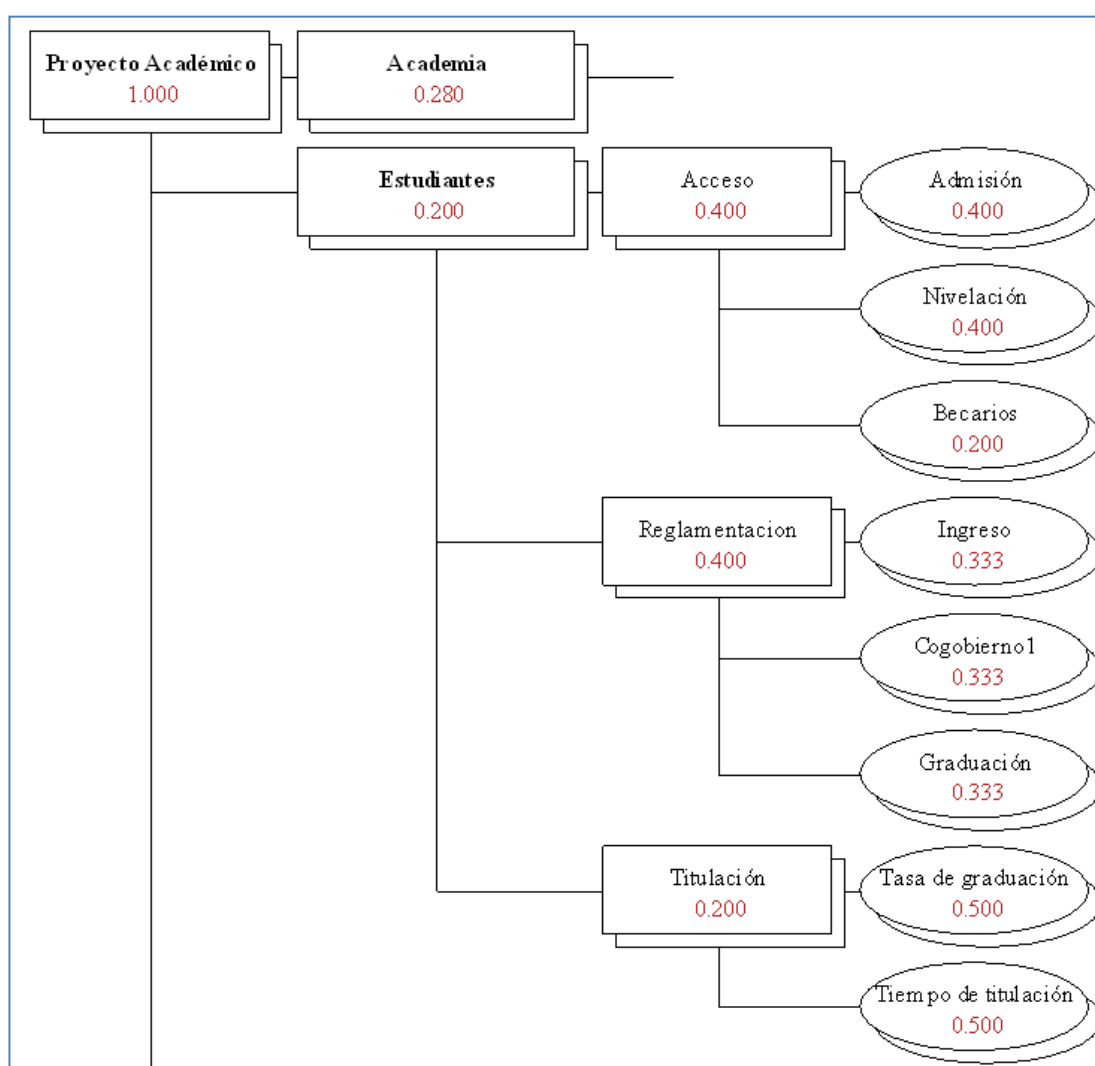 Proyecto Académico
1.000
Academia
0.280
Estudiantes
0.200
Acceso
0.400
Admisión
0.400
Nivelación
0.400
Becarios
0.200
Reglamentacion
0.400
Ingreso
0.333
Cogobierno1
0.333
Graduación
0.333
Titulación
0.200
Tasa de graduación
0.500
Tiempo de titulación
0.500